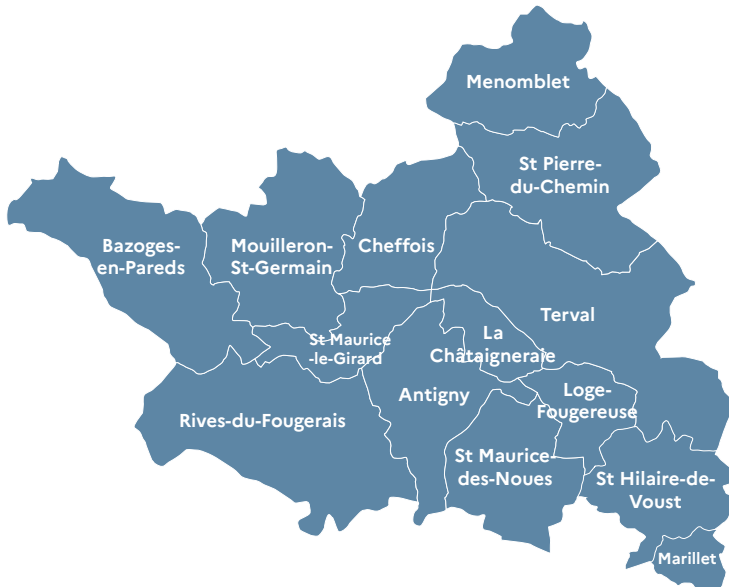 Menomblet
St Pierre-
du-Chemin
Bazoges-
en-Pareds
Mouilleron-
St-Germain
Cheffois
Terval
St Maurice
-le-Girard
La
Châtaigneraie
Antigny
Loge-
Fougereuse
Rives-du-Fougerais
St Maurice-
des-Noues
St Hilaire-de-
Voust
Marillet